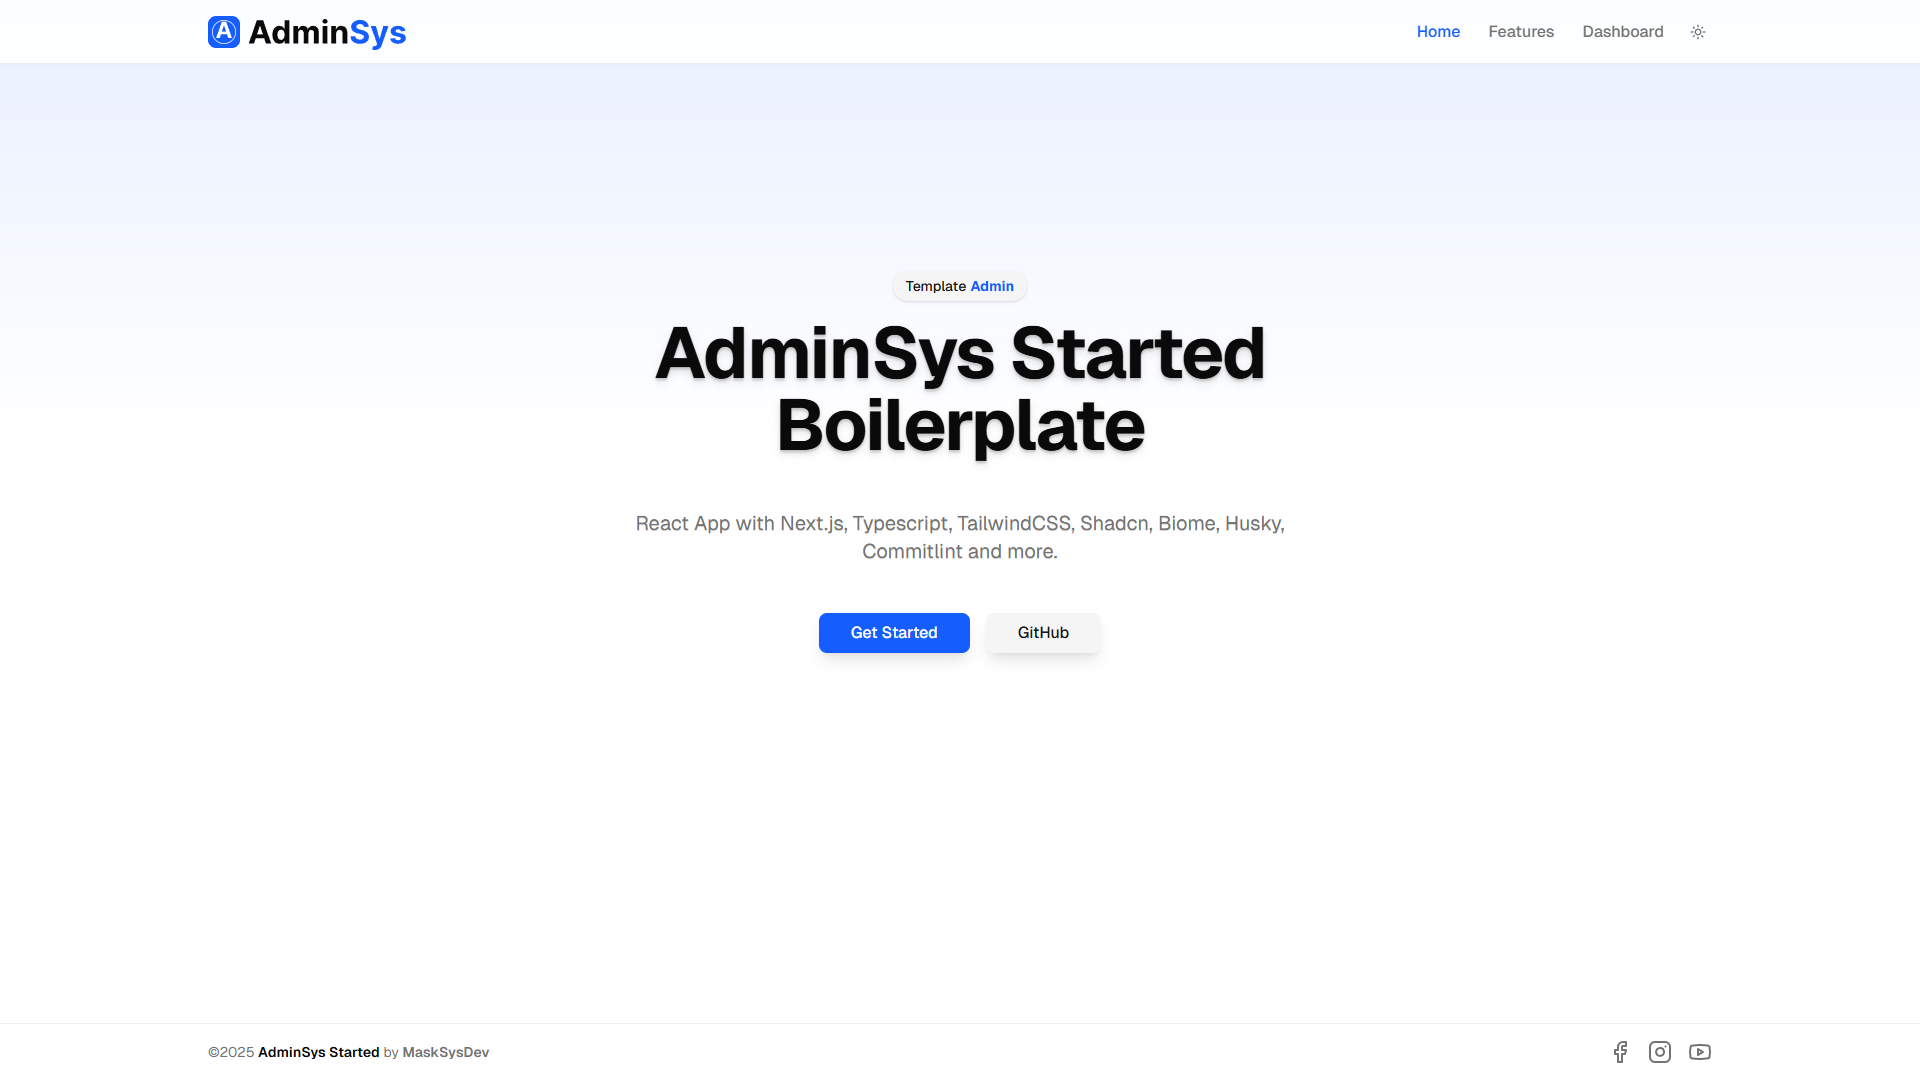 A AdminSys
Home Features Dashboard
Template Admin
AdminSys Started
Boilerplate
React App with Next.js, Typescript, TailwindCSS, Shadcn, Biome, Husky,
Commitlint and more.
Get Started GitHub
©2025 AdminSys Started by MaskSysDev